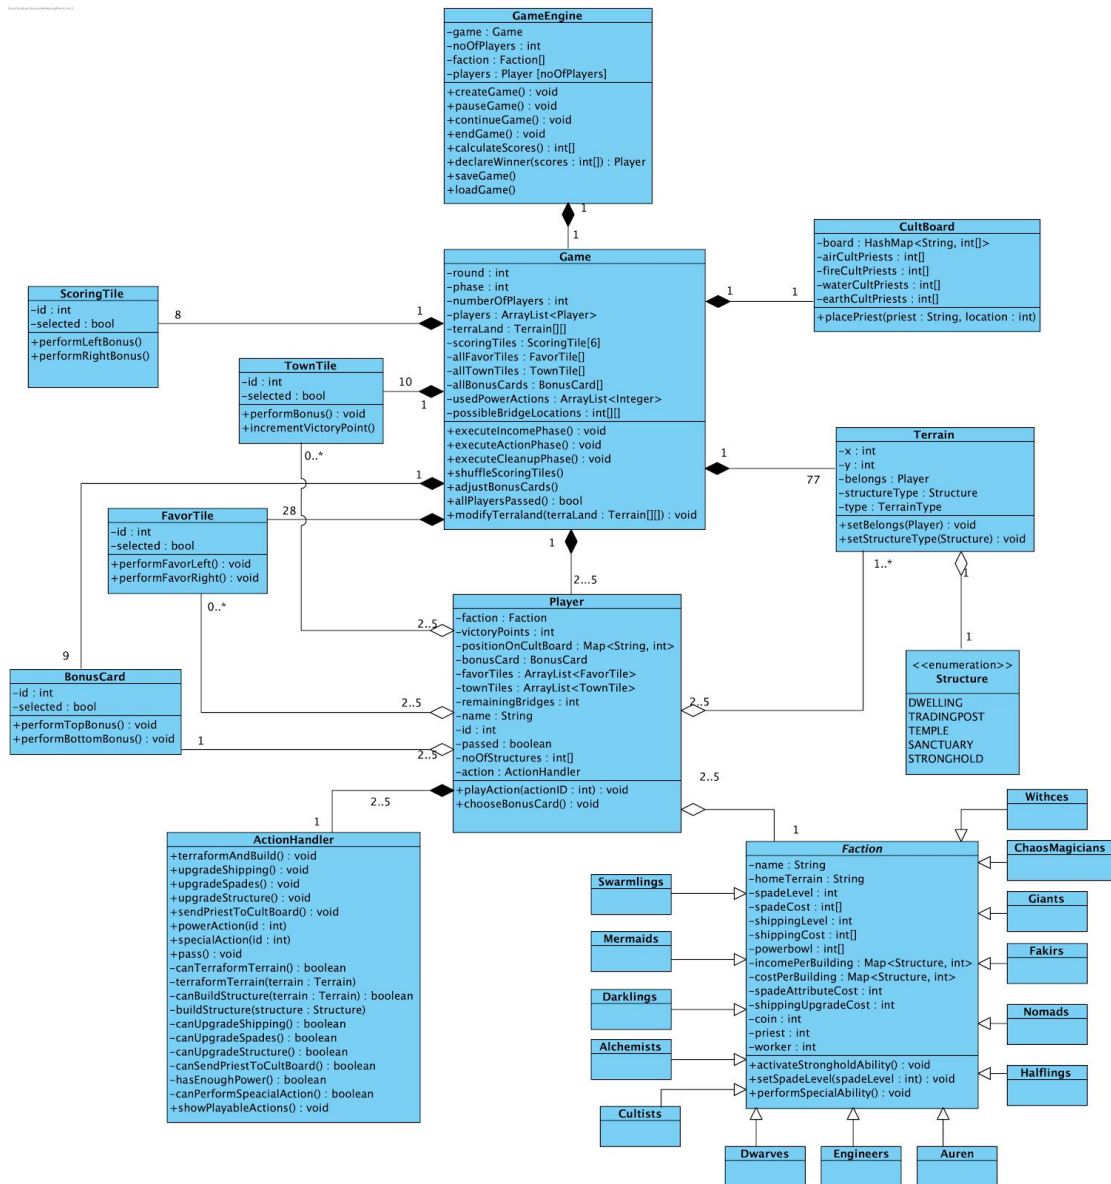 GameEngine
-game : Game
-noOfPlayers : int
-faction : Faction[]
-players : Player [noOfPlayers]
+createGame() : void
+pauseGame() : void
+continueGame() : void
+endGame() : void
+calculateScores() : int[]
+declareWinner(scores : int[]) : Player
+saveGame()
+loadGame()
1
1
Game
-round : int
-phase : int
-numberOfPlayers : int
-players : ArrayList<Player>
-terraLand : Terrain[][]
-scoringTiles : ScoringTile[6]
-allFavorTiles : FavorTile[]
-allTownTiles : TownTile[]
-allBonusCards : BonusCard[]
-usedPowerActions : ArrayList<Integer>
-possibleBridgeLocations : int[][]
+executeIncomePhase() : void
+executeActionPhase() : void
+executeCleanupPhase() : void
+shuffleScoringTiles()
+adjustBonusCards()
+allPlayersPassed() : bool
+modifyTerraland(terraLand : Terrain[][]) : void
CultBoard
-board : HashMap<String, int[]>
-airCultPriests : int[]
-fireCultPriests : int[]
-waterCultPriests : int[]
-earthCultPriests : int[]
+placePriest(priest : String, location : int)
1
1
ScoringTile
-id : int
-selected : bool
+performLeftBonus()
+performRightBonus()
8
1
TownTile
-id : int
-selected : bool
+performBonus() : void
+incrementVictoryPoint()
10
1
0..*
Terrain
-x : int
-y : int
-belongs : Player
-structureType : Structure
-type : TerrainType
+setBelongs(Player) : void
+setStructureType(Structure) : void
1
77
1..*
1
1
FavorTile
-id : int
-selected : bool
+performFavorLeft() : void
+performFavorRight() : void
1
28
0..*
1
2...5
Player
-faction : Faction
-victoryPoints : int
-positionOnCultBoard : Map<String, int>
-bonusCard : BonusCard
-favorTiles : ArrayList<FavorTile>
-townTiles : ArrayList<TownTile>
-remainingBridges : int
-name : String
-id : int
-passed : boolean
-noOfStructures : int[]
-action : ActionHandler
+playAction(actionID : int) : void
+chooseBonusCard() : void
2..5
2..5
2..5
2..5
2..5
2..5
<<enumeration>>
Structure
DWELLING
TRADINGPOST
TEMPLE
SANCTUARY
STRONGHOLD
9
BonusCard
-id : int
-selected : bool
+performTopBonus() : void
+performBottomBonus() : void
1
1
ActionHandler
+terraformAndBuild() : void
+upgradeShipping() : void
+upgradeSpades() : void
+upgradeStructure() : void
+sendPriestToCultBoard() : void
+powerAction(id : int)
+specialAction(id : int)
+pass() : void
-canTerraformTerrain() : boolean
-terraformTerrain(terrain : Terrain)
-canBuildStructure(terrain : Terrain) : boolean
-buildStructure(structure : Structure)
-canUpgradeShipping() : boolean
-canUpgradeSpades() : boolean
-canUpgradeStructure() : boolean
-canSendPriestToCultBoard() : boolean
-hasEnoughPower() : boolean
-canPerformSpeacialAction() : boolean
+showPlayableActions() : void
1
Faction
-name : String
-homeTerrain : String
-spadeLevel : int
-spadeCost : int[]
-shippingLevel : int
-shippingCost : int[]
-powerbowl : int[]
-incomePerBuilding : Map<Structure, int>
-costPerBuilding : Map<Structure, int>
-spadeAttributeCost : int
-shippingUpgradeCost : int
-coin : int
-priest : int
-worker : int
+activateStrongholdAbility() : void
+setSpadeLevel(spadeLevel : int) : void
+performSpecialAbility() : void
Withces
ChaosMagicians
Giants
Fakirs
Nomads
Halflings
Swarmlings
Mermaids
Darklings
Alchemists
Cultists
Dwarves
Engineers
Auren